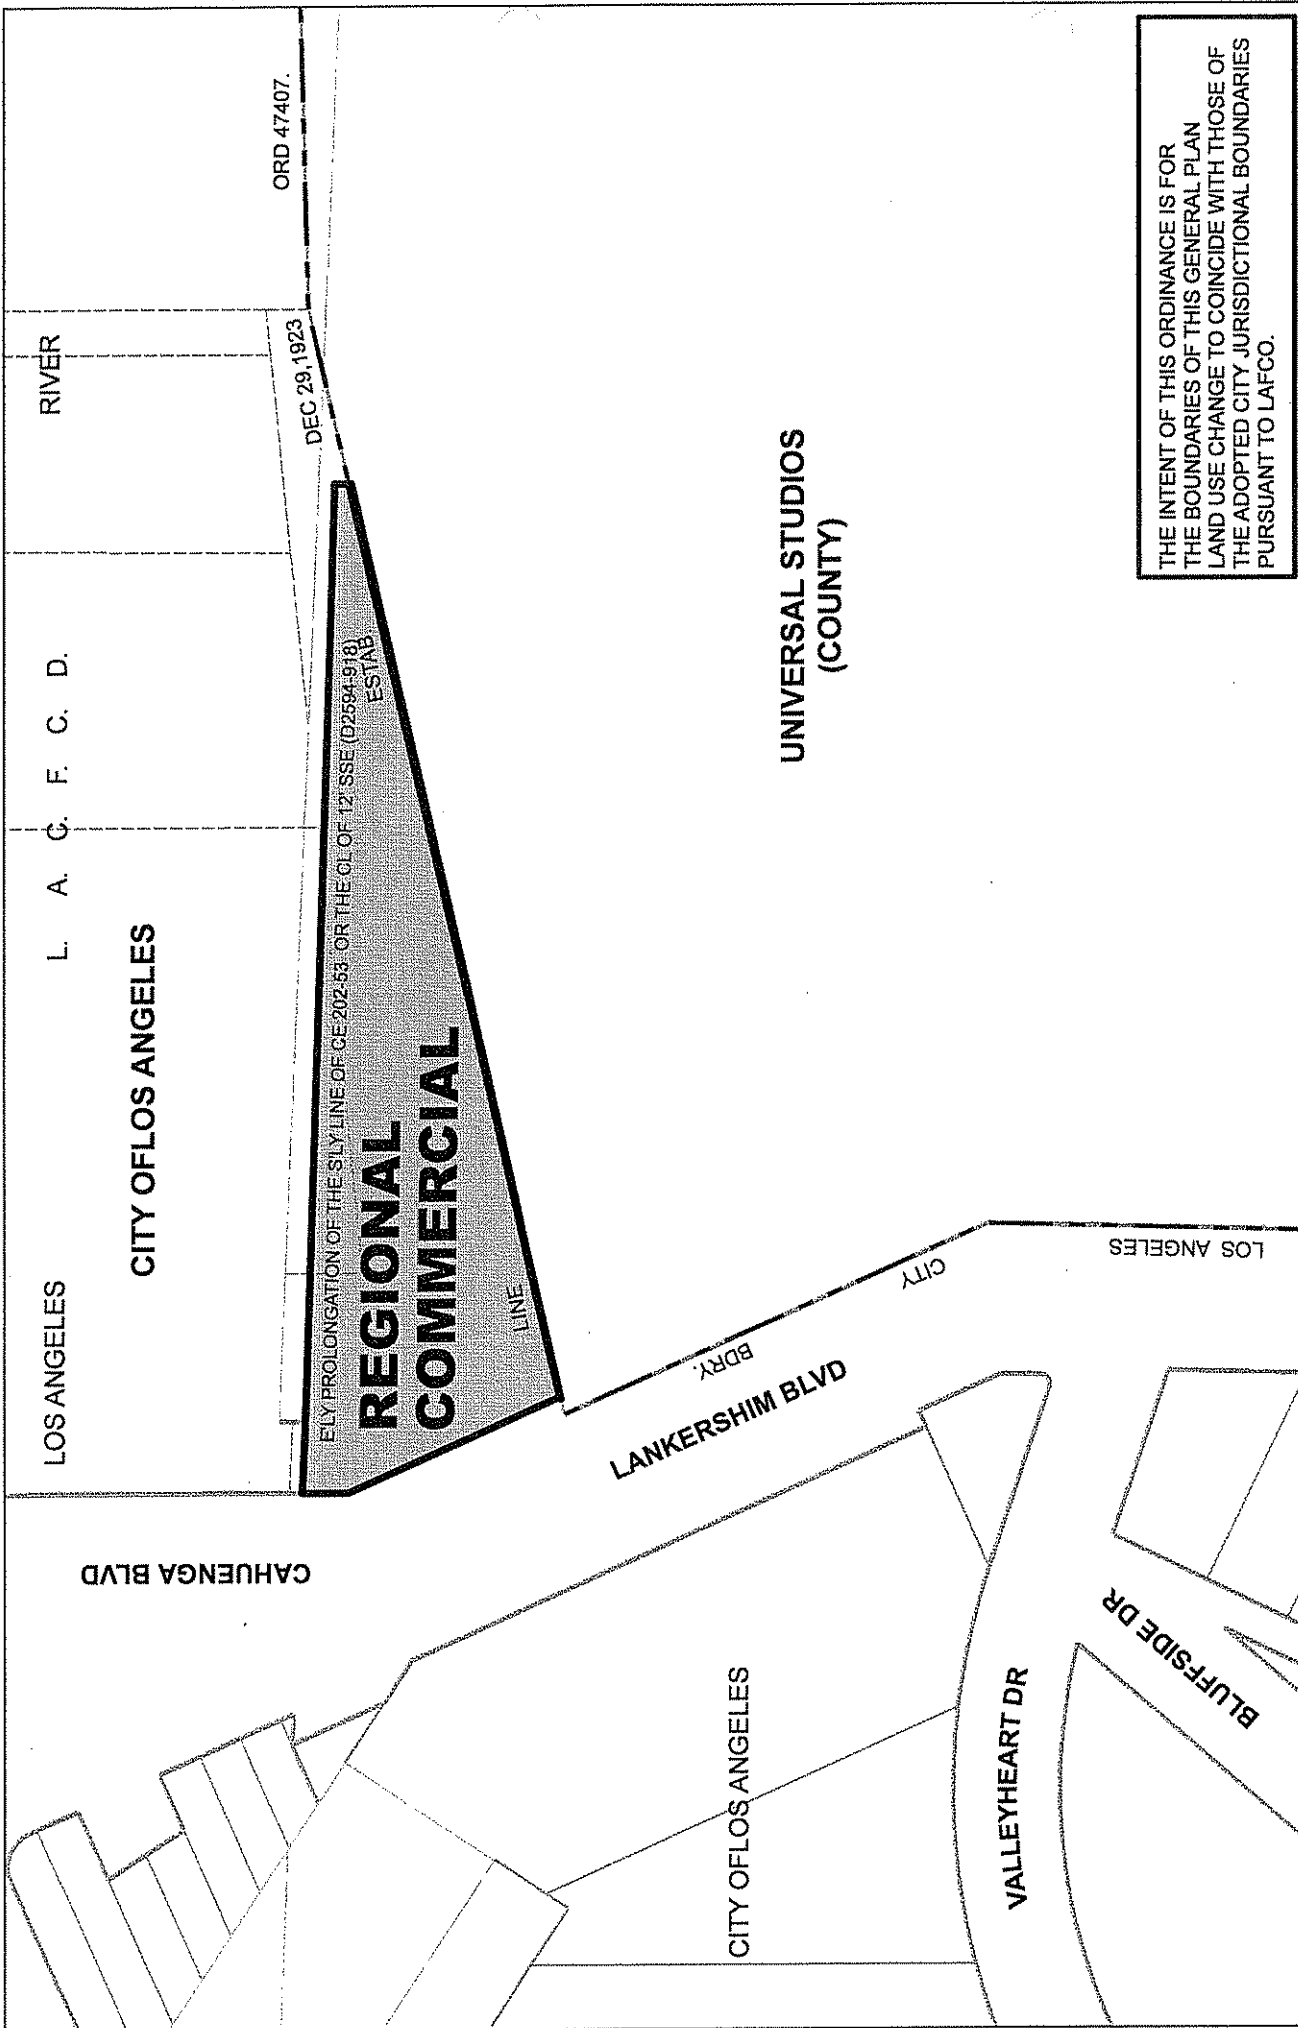 LOS ANGELES
L. A. C. F. C. D.
RIVER
CITY OFLOS ANGELES
ORD 47407.
DEC 29,1923
CAHUENGA BLVD
ELY PROLONGATION OF THE S'LY LINE OF CE 202-53 OR THE CL OF 12' SSE (D2594-918)
ESTAB
REGIONAL
COMMERCIAL
LINE
LANKERSHIM BLVD
BDRY.
CITY
LOS ANGELES
UNIVERSAL STUDIOS
(COUNTY)
CITY OFLOS ANGELES
VALLEYHEART DR
BLUFFSIDE DR
THE INTENT OF THIS ORDINANCE IS FOR
THE BOUNDARIES OF THIS GENERAL PLAN
LAND USE CHANGE TO COINCIDE WITH THOSE OF
THE ADOPTED CITY JURISDICTIONAL BOUNDARIES
PURSUANT TO LAFCO.